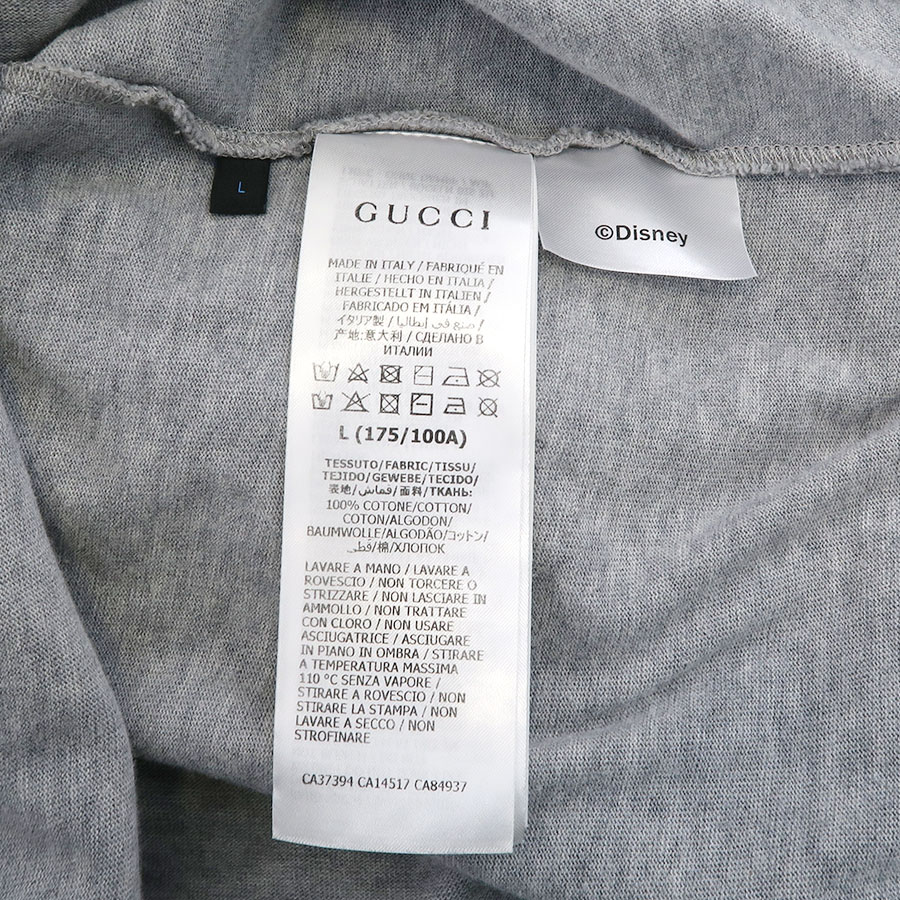 L
GUCCI
©Disney
MADE IN ITALY / FABRIQUÉ EN
ITALIE / HECHO EN ITALIA /
HERGESTELLT IN ITALIEN /
FABRICADO EM ITÁLIA /
イタリア製 / صنع في إيطاليا /
产地:意大利 / СДЕЛАНО В
ИТАЛИИ
L (175/100A)
TESSUTO/FABRIC/TISSU/
TEJIDO/GEWEBE/TECIDO/
表地/قماش/面料/ТКАНЬ:
100% COTONE/COTTON/
COTON/ALGODON/
BAUMWOLLE/ALGODÃO/コットン/
قطن/棉/ХЛОПОК
LAVARE A MANO / LAVARE A
ROVESCIO / NON TORCERE O
STRIZZARE / NON LASCIARE IN
AMMOLLO / NON TRATTARE
CON CLORO / NON USARE
ASCIUGATRICE / ASCIUGARE
IN PIANO IN OMBRA / STIRARE
A TEMPERATURA MASSIMA
110 °C SENZA VAPORE /
STIRARE A ROVESCIO / NON
STIRARE LA STAMPA / NON
LAVARE A SECCO / NON
STROFINARE
CA37394 CA14517 CA84937